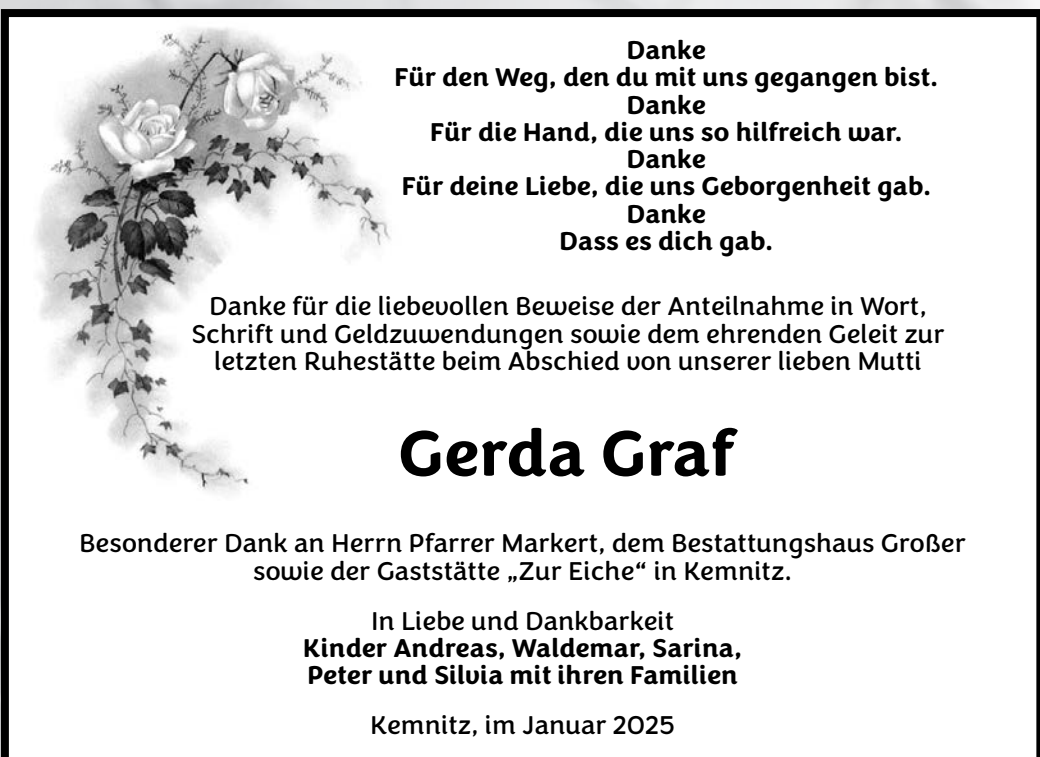 Danke
Für den Weg, den du mit uns gegangen bist.
Danke
Für die Hand, die uns so hilfreich war.
Danke
Für deine Liebe, die uns Geborgenheit gab.
Danke
Dass es dich gab.
Danke für die liebevollen Beweise der Anteilnahme in Wort,
Schrift und Geldzuwendungen sowie dem ehrenden Geleit zur
letzten Ruhestätte beim Abschied von unserer lieben Mutti
Gerda Graf
Besonderer Dank an Herrn Pfarrer Markert, dem Bestattungshaus Großer
sowie der Gaststätte „Zur Eiche“ in Kemnitz.
In Liebe und Dankbarkeit
Kinder Andreas, Waldemar, Sarina,
Peter und Silvia mit ihren Familien
Kemnitz, im Januar 2025